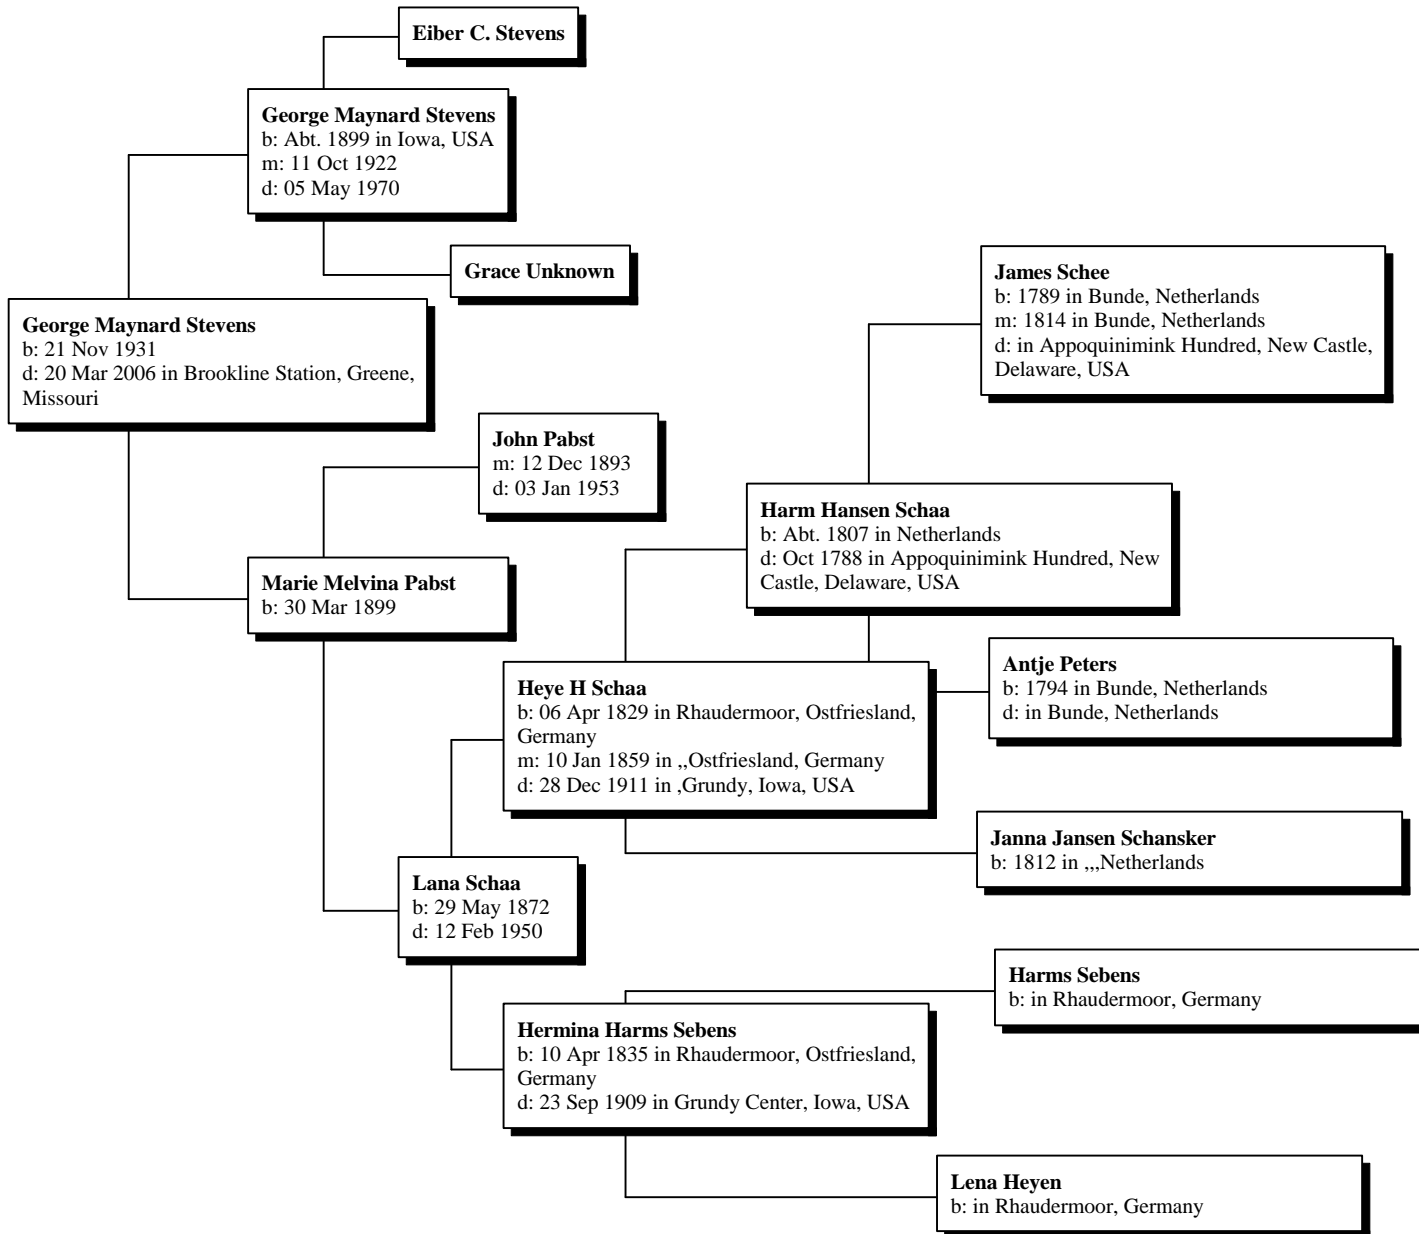 Eiber C. Stevens
George Maynard Stevens
b: Abt. 1899 in Iowa, USA
m: 11 Oct 1922
d: 05 May 1970
Grace Unknown
James Schee
b: 1789 in Bunde, Netherlands
m: 1814 in Bunde, Netherlands
d: in Appoquinimink Hundred, New Castle,
Delaware, USA
George Maynard Stevens
b: 21 Nov 1931
d: 20 Mar 2006 in Brookline Station, Greene,
Missouri
John Pabst
m: 12 Dec 1893
d: 03 Jan 1953
Harm Hansen Schaa
b: Abt. 1807 in Netherlands
d: Oct 1788 in Appoquinimink Hundred, New
Castle, Delaware, USA
Marie Melvina Pabst
b: 30 Mar 1899
Antje Peters
b: 1794 in Bunde, Netherlands
d: in Bunde, Netherlands
Heye H Schaa
b: 06 Apr 1829 in Rhaudermoor, Ostfriesland,
Germany
m: 10 Jan 1859 in ,,Ostfriesland, Germany
d: 28 Dec 1911 in ,Grundy, Iowa, USA
Janna Jansen Schansker
b: 1812 in ,,,Netherlands
Lana Schaa
b: 29 May 1872
d: 12 Feb 1950
Harms Sebens
b: in Rhaudermoor, Germany
Hermina Harms Sebens
b: 10 Apr 1835 in Rhaudermoor, Ostfriesland,
Germany
d: 23 Sep 1909 in Grundy Center, Iowa, USA
Lena Heyen
b: in Rhaudermoor, Germany